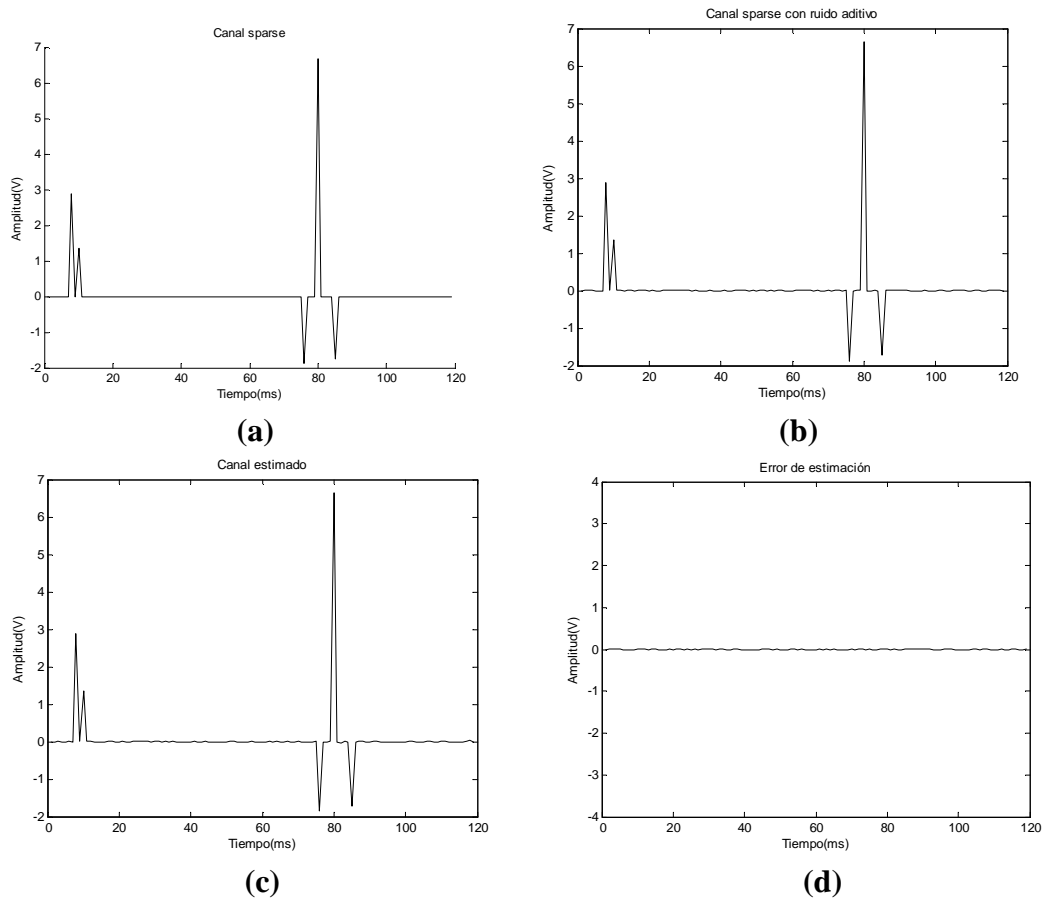 Canal sparse
7
6
5
4
3
2
1
0
-1
-2
0 20 40 60 80 100 120
Amplitud(V)
Tiempo(ms)
(a)
Canal sparse con ruido aditivo
7
6
5
4
3
2
1
0
-1
-2
0 20 40 60 80 100 120
Amplitud(V)
Tiempo(ms)
(b)
Canal estimado
7
6
5
4
3
2
1
0
-1
-2
0 20 40 60 80 100 120
Amplitud(V)
Tiempo(ms)
(c)
Error de estimación
4
3
2
1
0
-1
-2
-3
-4
0 20 40 60 80 100 120
Amplitud(V)
Tiempo(ms)
(d)